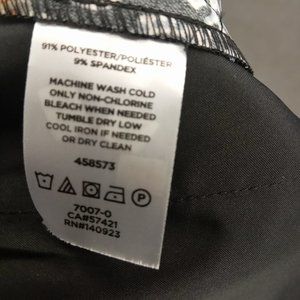 91% POLYESTER/POLIÉSTER
9% SPANDEX
MACHINE WASH COLD
ONLY NON-CHLORINE
BLEACH WHEN NEEDED
TUMBLE DRY LOW
COOL IRON IF NEEDED
OR DRY CLEAN
458573
P
7007-0
CA#57421
RN#140923